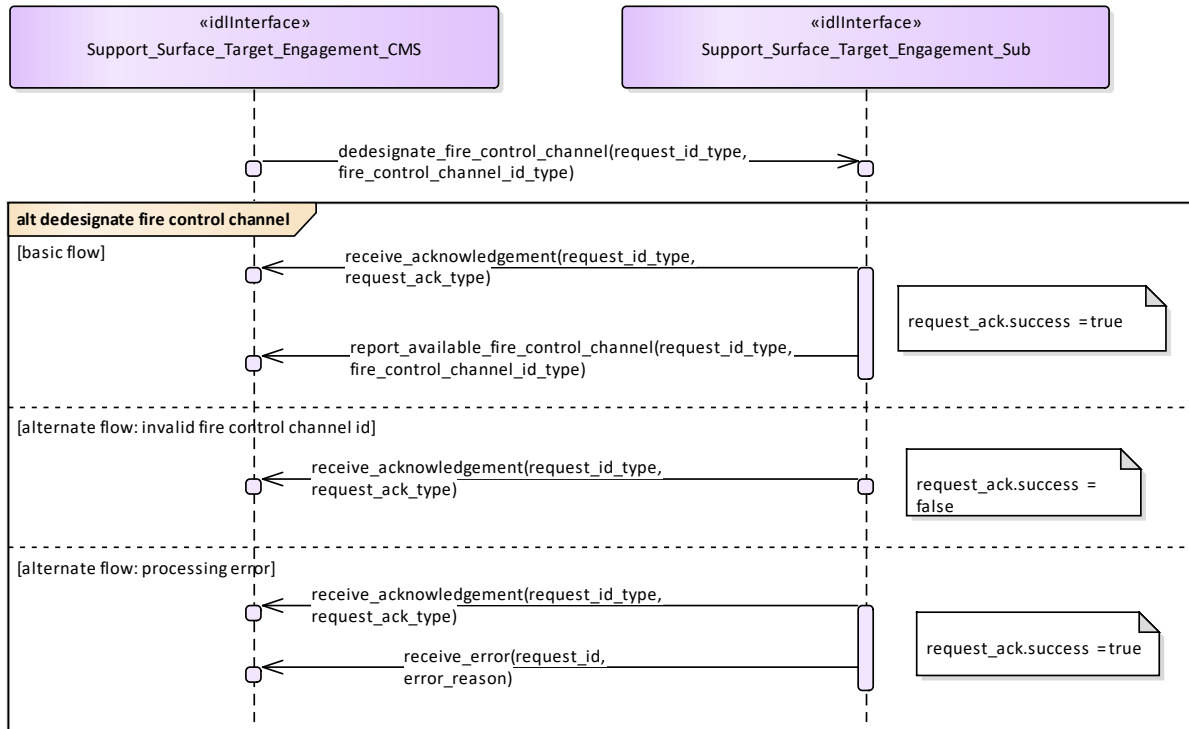 «idlInterface»
Support_Surface_Target_Engagement_CMS
«idlInterface»
Support_Surface_Target_Engagement_Sub
dedesignate_fire_control_channel(request_id_type,
fire_control_channel_id_type)
alt dedesignate fire control channel
[basic flow]
receive_acknowledgement(request_id_type,
request_ack_type)
request_ack.success =true
report_available_fire_control_channel(request_id_type,
fire_control_channel_id_type)
[alternate flow: invalid fire control channel id]
receive_acknowledgement(request_id_type,
request_ack_type)
request_ack.success =
false
[alternate flow: processing error]
receive_acknowledgement(request_id_type,
request_ack_type)
request_ack.success =true
receive_error(request_id,
error_reason)